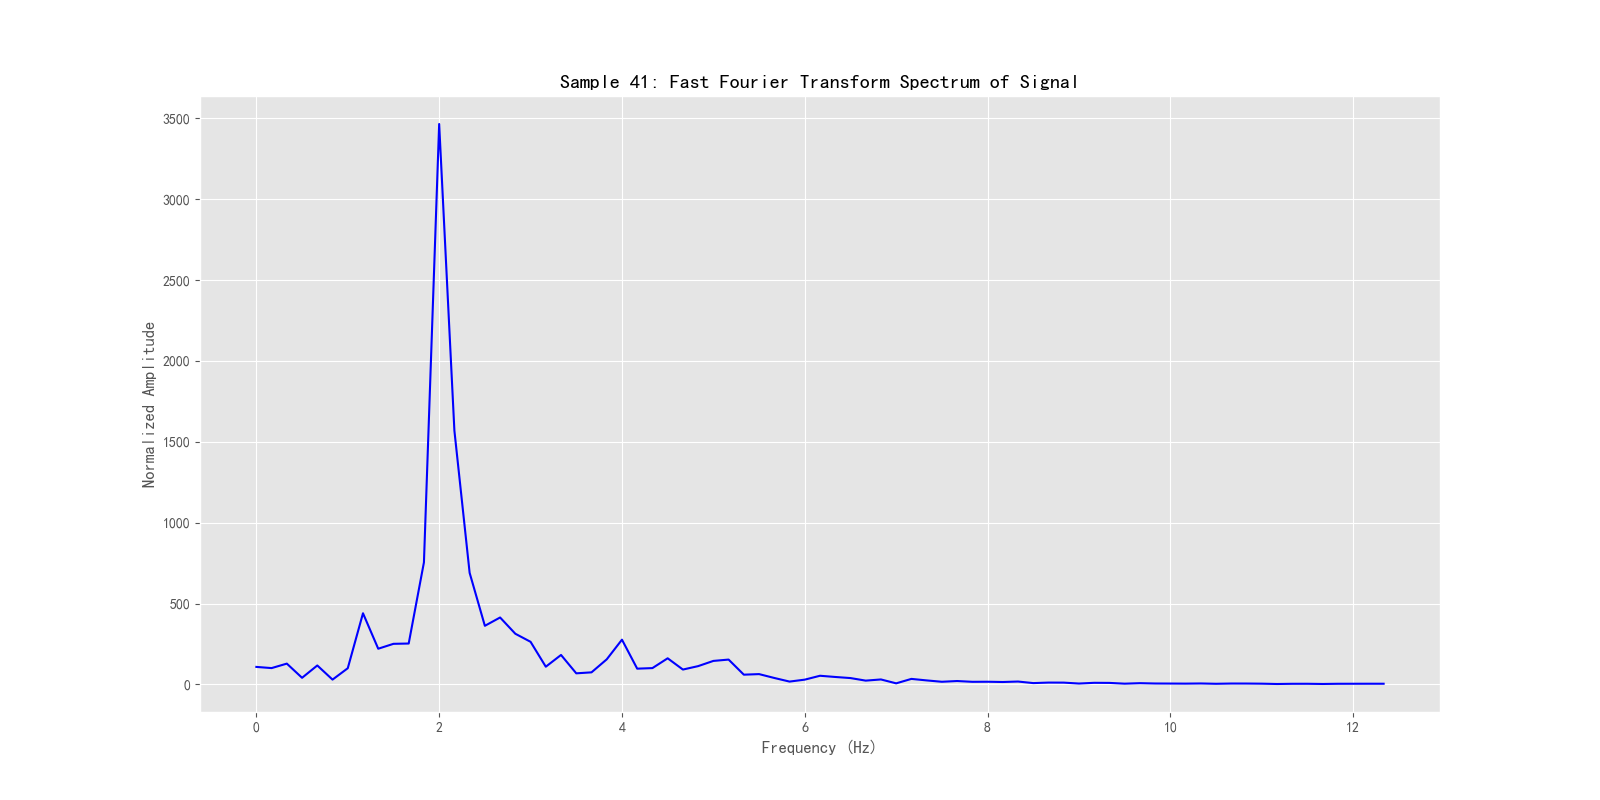 Sample 41: Fast Fourier Transform Spectrum of Signal
3500
3000
2500
2000
1500
1000
500
0
Normalized Amplitude
0 2 4 6 8 10 12
Frequency (Hz)